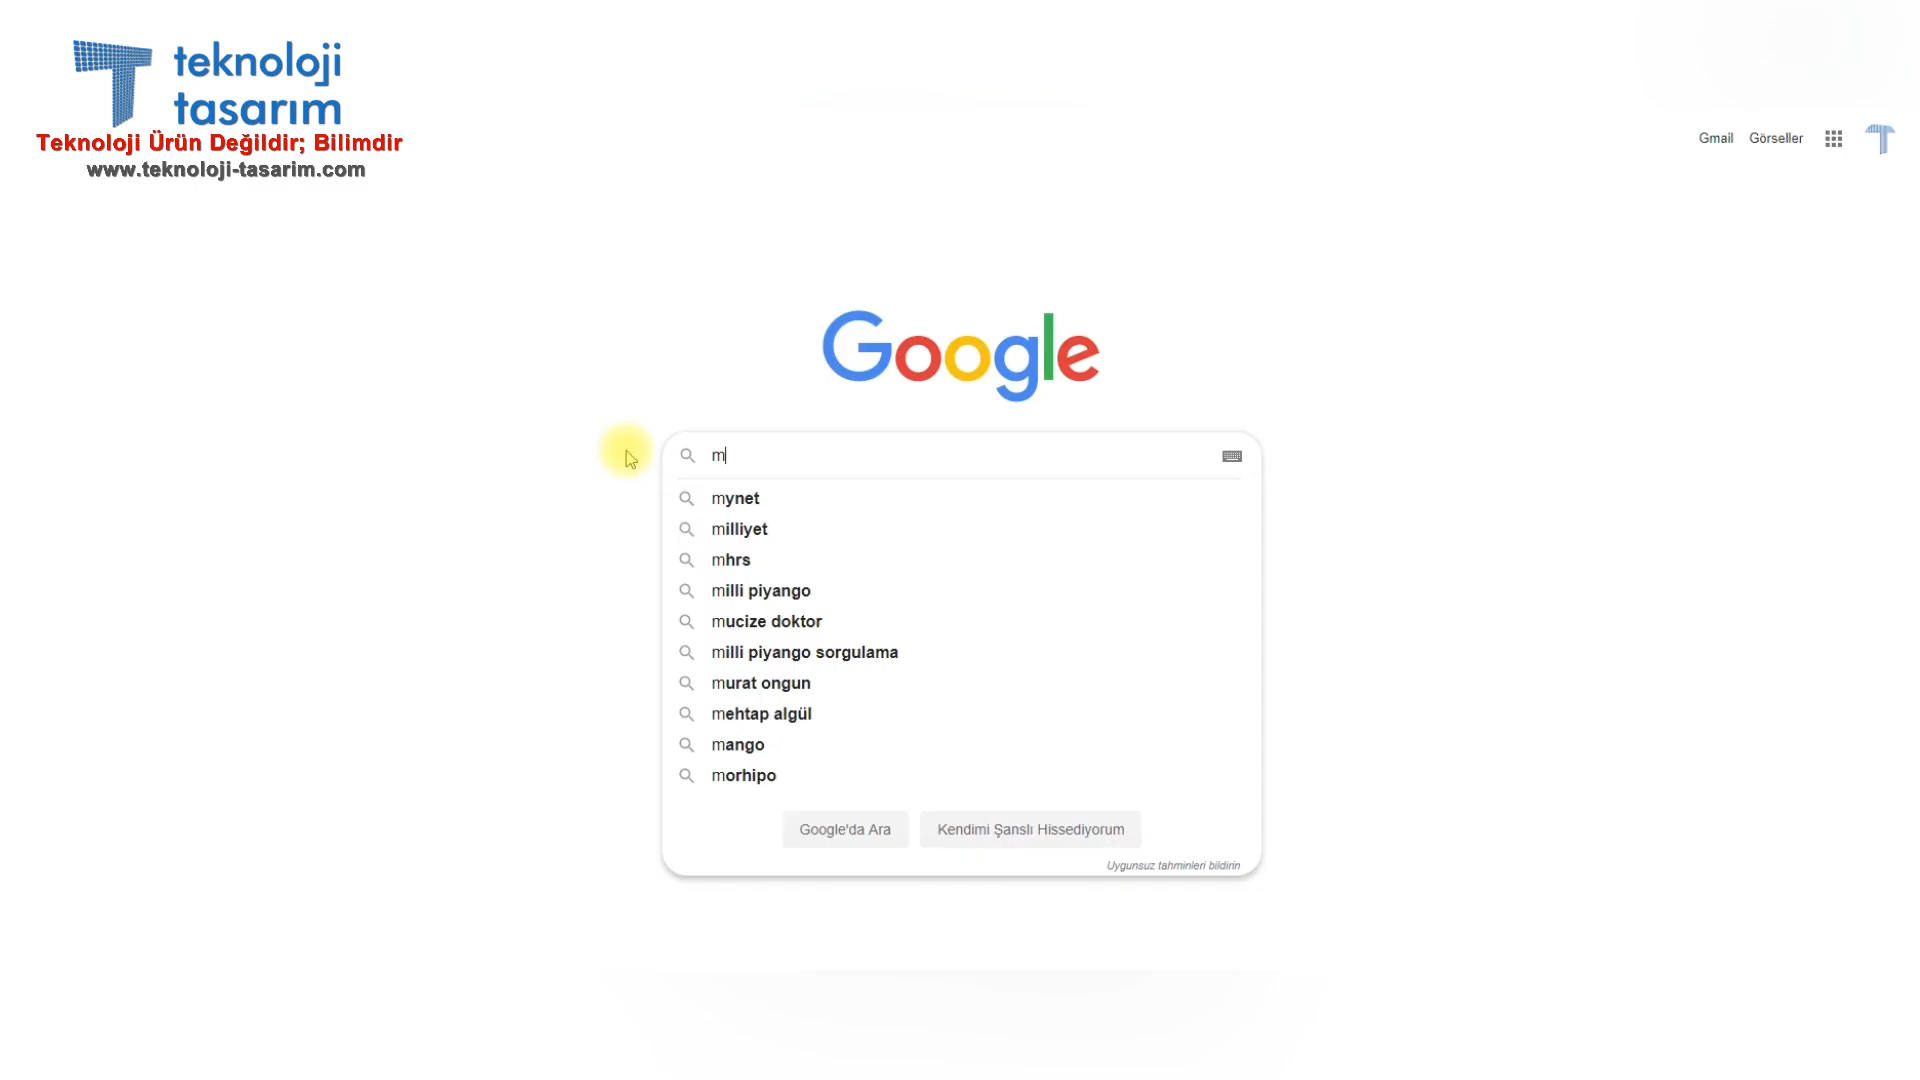 teknoloji
tasarım
Teknoloji Ürün Değildir; Bilimdir
www.teknoloji-tasarim.com
Gmail Görseller
Google
m
mynet
milliyet
mhrs
milli piyango
mucize doktor
milli piyango sorgulama
murat ongun
mehtap algül
mango
morhipo
Google'da Ara Kendimi Şanslı Hissediyorum
Uygunsuz tahminleri bildirin